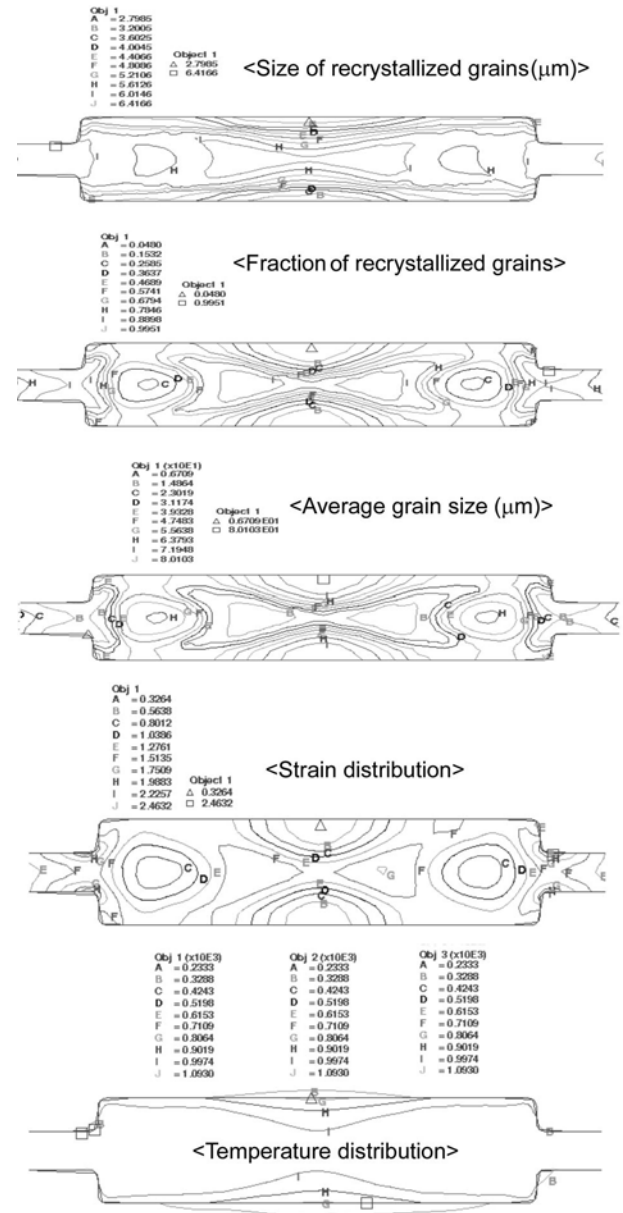 Obj 1
A =2.7985
B =3.2005
C =3.6025
D =4.0045
E =4.4066
F =4.8086
G =5.2106
H =5.6126
I =6.0146
J =6.4166
Object 1
△ 2.7985
□ 6.4166
<Size of recrystallized grains(μm)>
Obj 1
A =0.0480
B =0.1532
C =0.2585
D =0.3637
E =0.4689
F =0.5741
G =0.6794
H =0.7846
I =0.8898
J =0.9951
Object 1
△ 0.0480
□ 0.9951
<Fraction of recrystallized grains>
Obj 1 (x10E1)
A =0.6709
B =1.4864
C =2.3019
D =3.1174
E =3.9328
F =4.7483
G =5.5638
H =6.3793
I =7.1948
J =8.0103
Object 1
△ 0.6709E01
□ 8.0103E01
<Average grain size (μm)>
Obj 1
A =0.3264
B =0.5638
C =0.8012
D =1.0386
E =1.2761
F =1.5135
G =1.7509
H =1.9883
I =2.2257
J =2.4632
Object 1
△ 0.3264
□ 2.4632
<Strain distribution>
Obj 1 (x10E3)
A =0.2333
B =0.3288
C =0.4243
D =0.5198
E =0.6153
F =0.7109
G =0.8064
H =0.9019
I =0.9974
J =1.0930
Obj 2 (x10E3)
A =0.2333
B =0.3288
C =0.4243
D =0.5198
E =0.6153
F =0.7109
G =0.8064
H =0.9019
I =0.9974
J =1.0930
Obj 3 (x10E3)
A =0.2333
B =0.3288
C =0.4243
D =0.5198
E =0.6153
F =0.7109
G =0.8064
H =0.9019
I =0.9974
J =1.0930
<Temperature distribution>